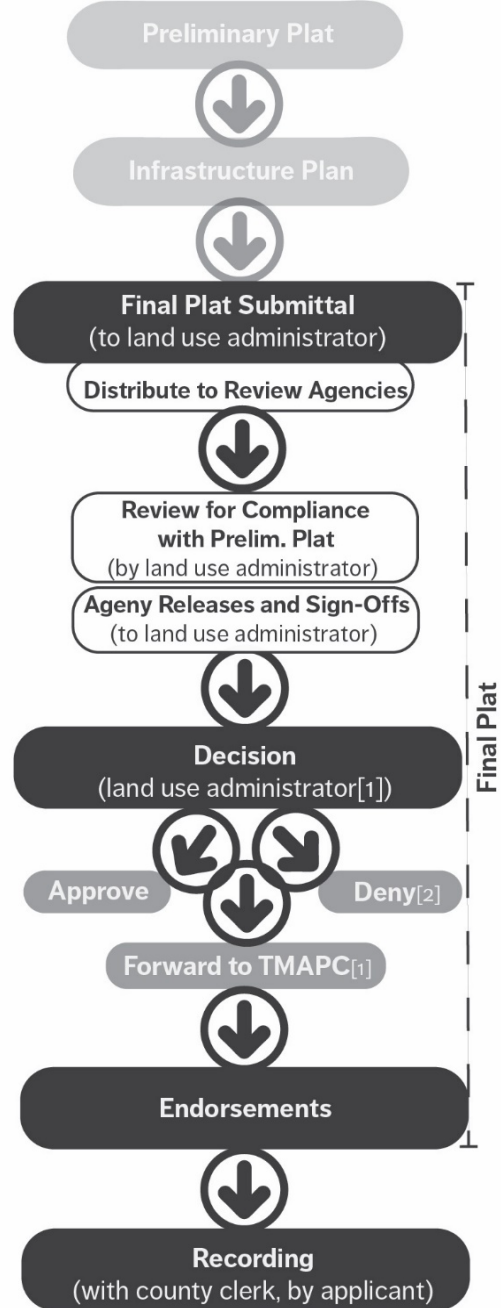 Preliminary Plat
Infrastructure Plan
Final Plat Submittal
(to land use administrator)
Distribute to Review Agencies
Review for Compliance
with Prelim. Plat
(by land use administrator)
Ageny Releases and Sign-Offs
(to land use administrator)
Decision
(land use administrator[1])
Approve
Deny[2]
Forward to TMAPC[1]
Endorsements
Recording
(with county clerk, by applicant)
Final Plat